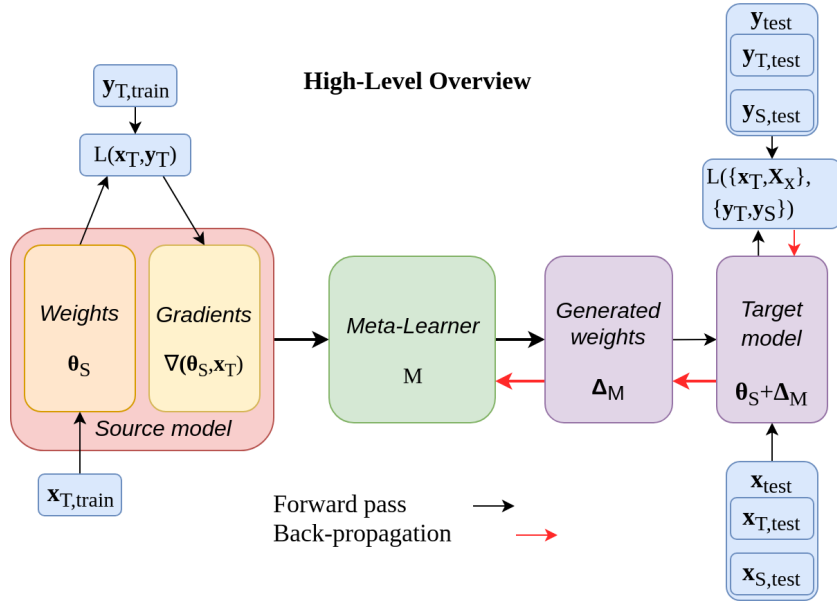 High-Level Overview
y_T,train
L(x_T,y_T)
Weights
θ_S
Gradients
∇(θ_S,x_T)
Source model
x_T,train
Meta-Learner
M
Generated
weights
Δ_M
Target
model
θ_S+Δ_M
y_test
y_T,test
y_S,test
L({x_T,X_x},
{y_T,y_S})
x_test
x_T,test
x_S,test
Forward pass
Back-propagation